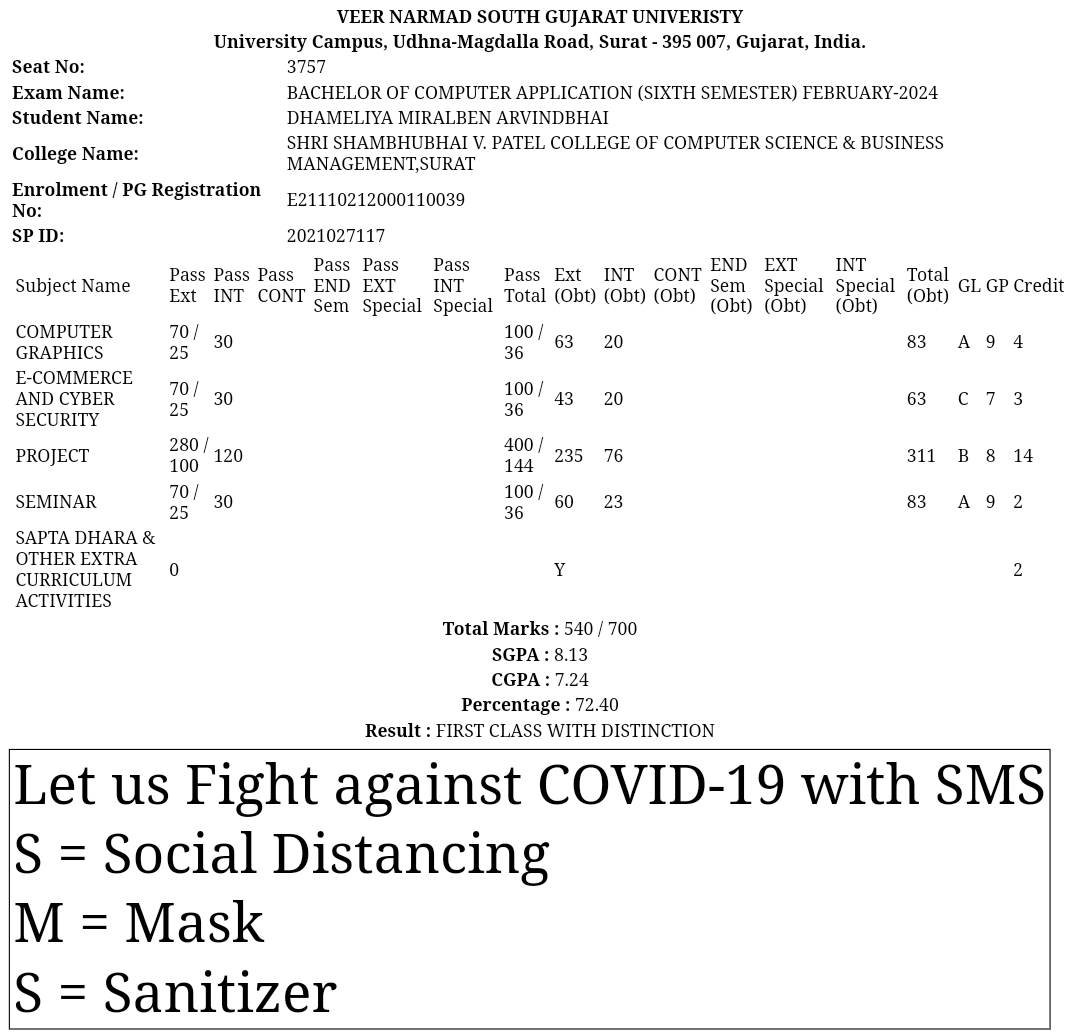 VEER NARMAD SOUTH GUJARAT UNIVERISTY
University Campus, Udhna-Magdalla Road, Surat - 395 007, Gujarat, India.
Seat No: 3757
Exam Name: BACHELOR OF COMPUTER APPLICATION (SIXTH SEMESTER) FEBRUARY-2024
Student Name: DHAMELIYA MIRALBEN ARVINDBHAI
College Name: SHRI SHAMBHUBHAI V. PATEL COLLEGE OF COMPUTER SCIENCE & BUSINESS
MANAGEMENT,SURAT
Enrolment / PG Registration
No: E21110212000110039
SP ID: 2021027117
Subject Name Pass Ext Pass INT Pass CONT Pass END Sem Pass EXT Special Pass INT Special Pass Total Ext (Obt) INT (Obt) CONT (Obt) END Sem (Obt) EXT Special (Obt) INT Special (Obt) Total (Obt) GL GP Credit
COMPUTER GRAPHICS 70 / 25 30 100 / 36 63 20 83 A 9 4
E-COMMERCE AND CYBER SECURITY 70 / 25 30 100 / 36 43 20 63 C 7 3
PROJECT 280 / 100 120 400 / 144 235 76 311 B 8 14
SEMINAR 70 / 25 30 100 / 36 60 23 83 A 9 2
SAPTA DHARA & OTHER EXTRA CURRICULUM ACTIVITIES 0 Y 2
Total Marks : 540 / 700
SGPA : 8.13
CGPA : 7.24
Percentage : 72.40
Result : FIRST CLASS WITH DISTINCTION
Let us Fight against COVID-19 with SMS
S = Social Distancing
M = Mask
S = Sanitizer